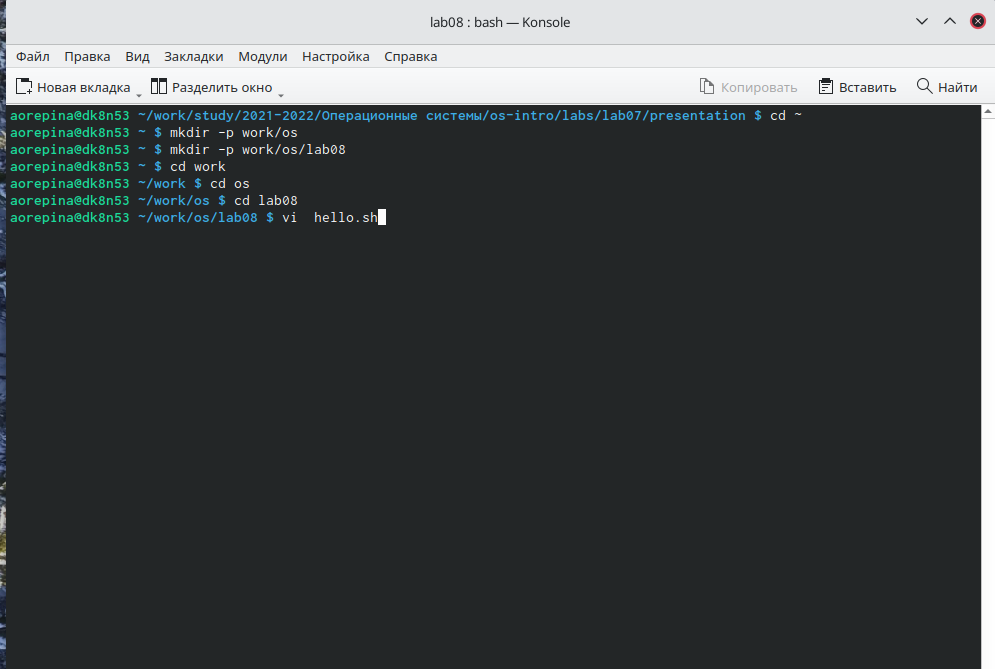 lab08 : bash — Konsole
Файл Правка Вид Закладки Модули Настройка Справка
Новая вкладка Разделить окно Копировать Вставить Найти
aorepina@dk8n53 ~/work/study/2021-2022/Операционные системы/os-intro/labs/lab07/presentation $ cd ~
aorepina@dk8n53 ~ $ mkdir -p work/os
aorepina@dk8n53 ~ $ mkdir -p work/os/lab08
aorepina@dk8n53 ~ $ cd work
aorepina@dk8n53 ~/work $ cd os
aorepina@dk8n53 ~/work/os $ cd lab08
aorepina@dk8n53 ~/work/os/lab08 $ vi  hello.sh